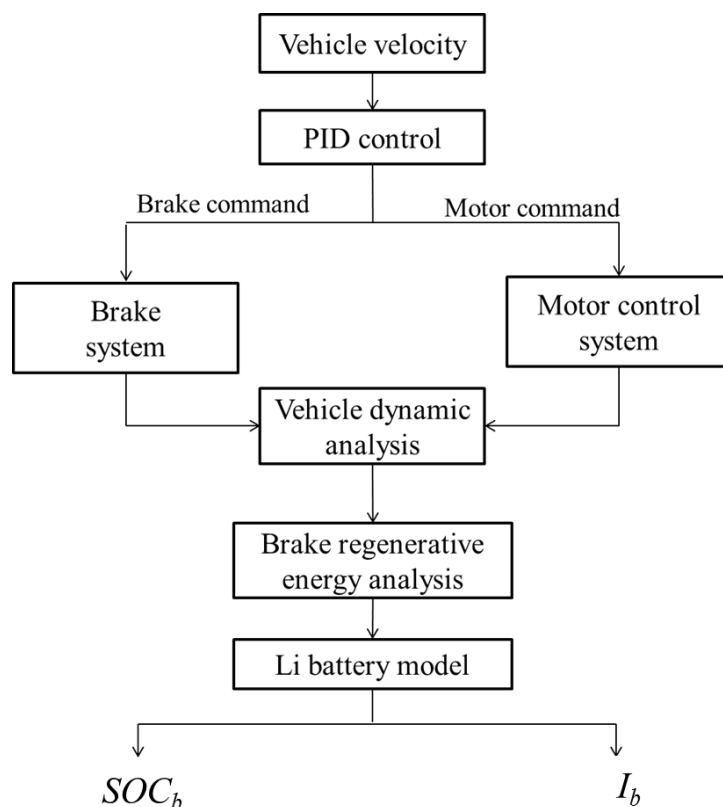 Vehicle velocity
PID control
Brake command
Motor command
Brake
system
Motor control
system
Vehicle dynamic
analysis
Brake regenerative
energy analysis
Li battery model
SOC_b
I_b